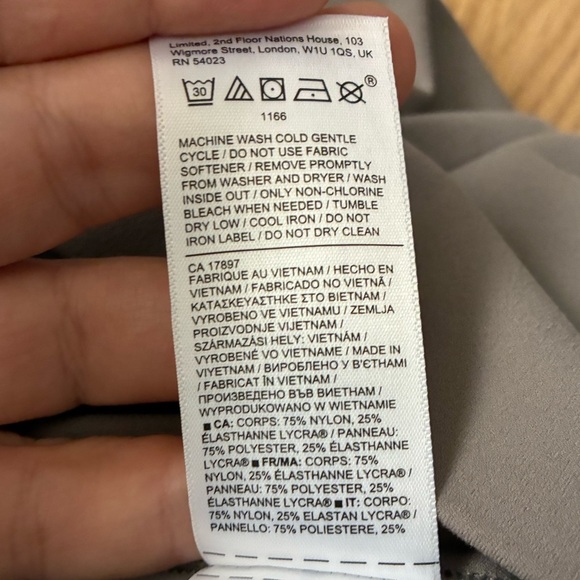 Limited, 2nd Floor Nations House, 103
Wigmore Street, London, W1U 1QS, UK
RN 54023
30
®
1166
MACHINE WASH COLD GENTLE
CYCLE / DO NOT USE FABRIC
SOFTENER / REMOVE PROMPTLY
FROM WASHER AND DRYER / WASH
INSIDE OUT / ONLY NON-CHLORINE
BLEACH WHEN NEEDED / TUMBLE
DRY LOW / COOL IRON / DO NOT
IRON LABEL / DO NOT DRY CLEAN
CA 17897
FABRIQUE AU VIETNAM / HECHO EN
VIETNAM / FABRICADO NO VIETNÃ /
ΚΑΤΑΣΚΕΥΑΣΤΗΚΕ ΣΤΟ ΒΙΕΤΝΑΜ /
VYROBENO VE VIETNAMU / ZEMLJA
PROIZVODNJE VIJETNAM /
SZÁRMAZÁSI HELY: VIETNÁM /
VYROBENÉ VO VIETNAME / MADE IN
VIYETNAM / ВИРОБЛЕНО У В'ЄТНАМІ
/ FABRICAT ÎN VIETNAM /
ПРОИЗВЕДЕНО ВЪВ ВИЕТНАМ /
WYPRODUKOWANO W WIETNAMIE
■ CA: CORPS: 75% NYLON, 25%
ÉLASTHANNE LYCRA® / PANNEAU:
75% POLYESTER, 25% ÉLASTHANNE
LYCRA® ■ FR/MA: CORPS: 75%
NYLON, 25% ÉLASTHANNE LYCRA® /
PANNEAU: 75% POLYESTER, 25%
ÉLASTHANNE LYCRA® ■ IT: CORPO:
75% NYLON, 25% ELASTAN LYCRA® /
PANNELLO: 75% POLIESTERE, 25%